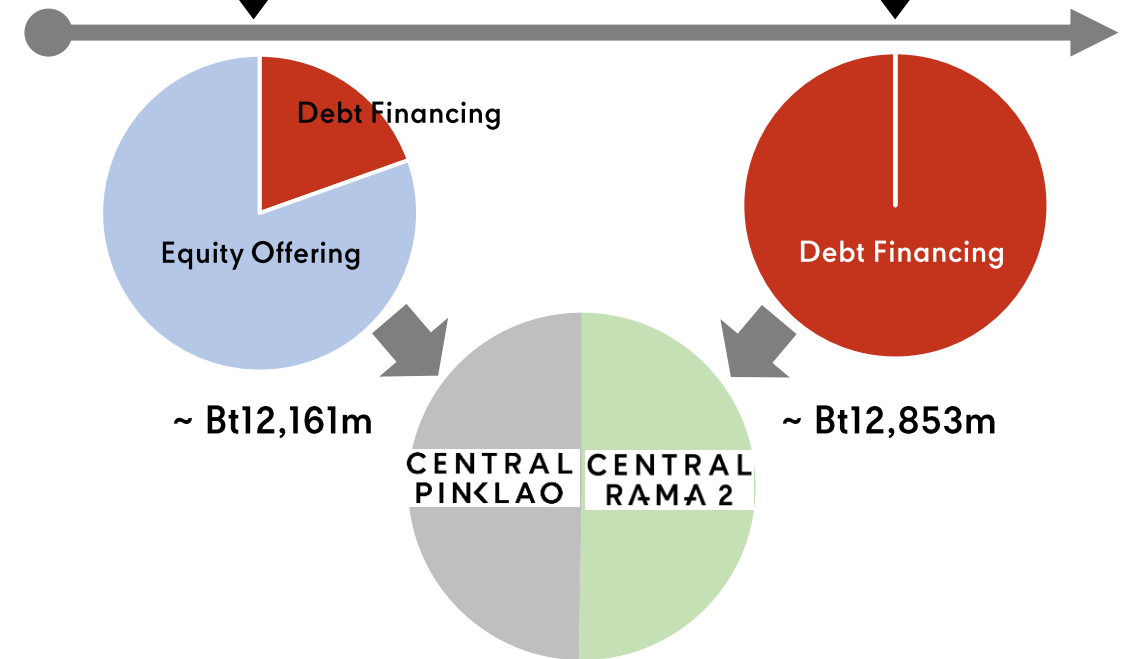 Debt Financing
Equity Offering
Debt Financing
~ Bt12,161m
~ Bt12,853m
CENTRAL
PINKLAO
CENTRAL
RAMA 2